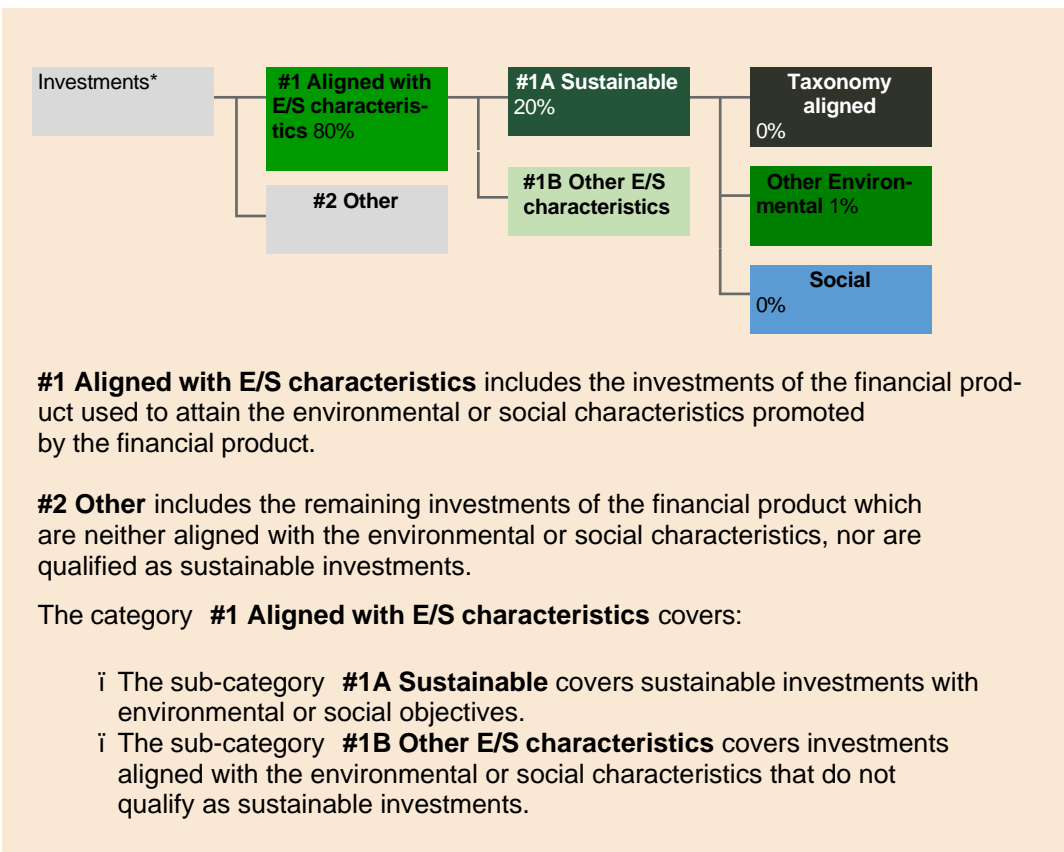 Investments*
#1 Aligned with
E/S characteris-
tics 80%
#2 Other
#1A Sustainable
20%
#1B Other E/S
characteristics
Taxonomy
aligned
0%
Other Environ-
mental 1%
Social
0%
#1 Aligned with E/S characteristics includes the investments of the financial prod-
uct used to attain the environmental or social characteristics promoted
by the financial product.
#2 Other includes the remaining investments of the financial product which
are neither aligned with the environmental or social characteristics, nor are
qualified as sustainable investments.
The category #1 Aligned with E/S characteristics covers:
ï The sub-category #1A Sustainable covers sustainable investments with
environmental or social objectives.
ï The sub-category #1B Other E/S characteristics covers investments
aligned with the environmental or social characteristics that do not
qualify as sustainable investments.